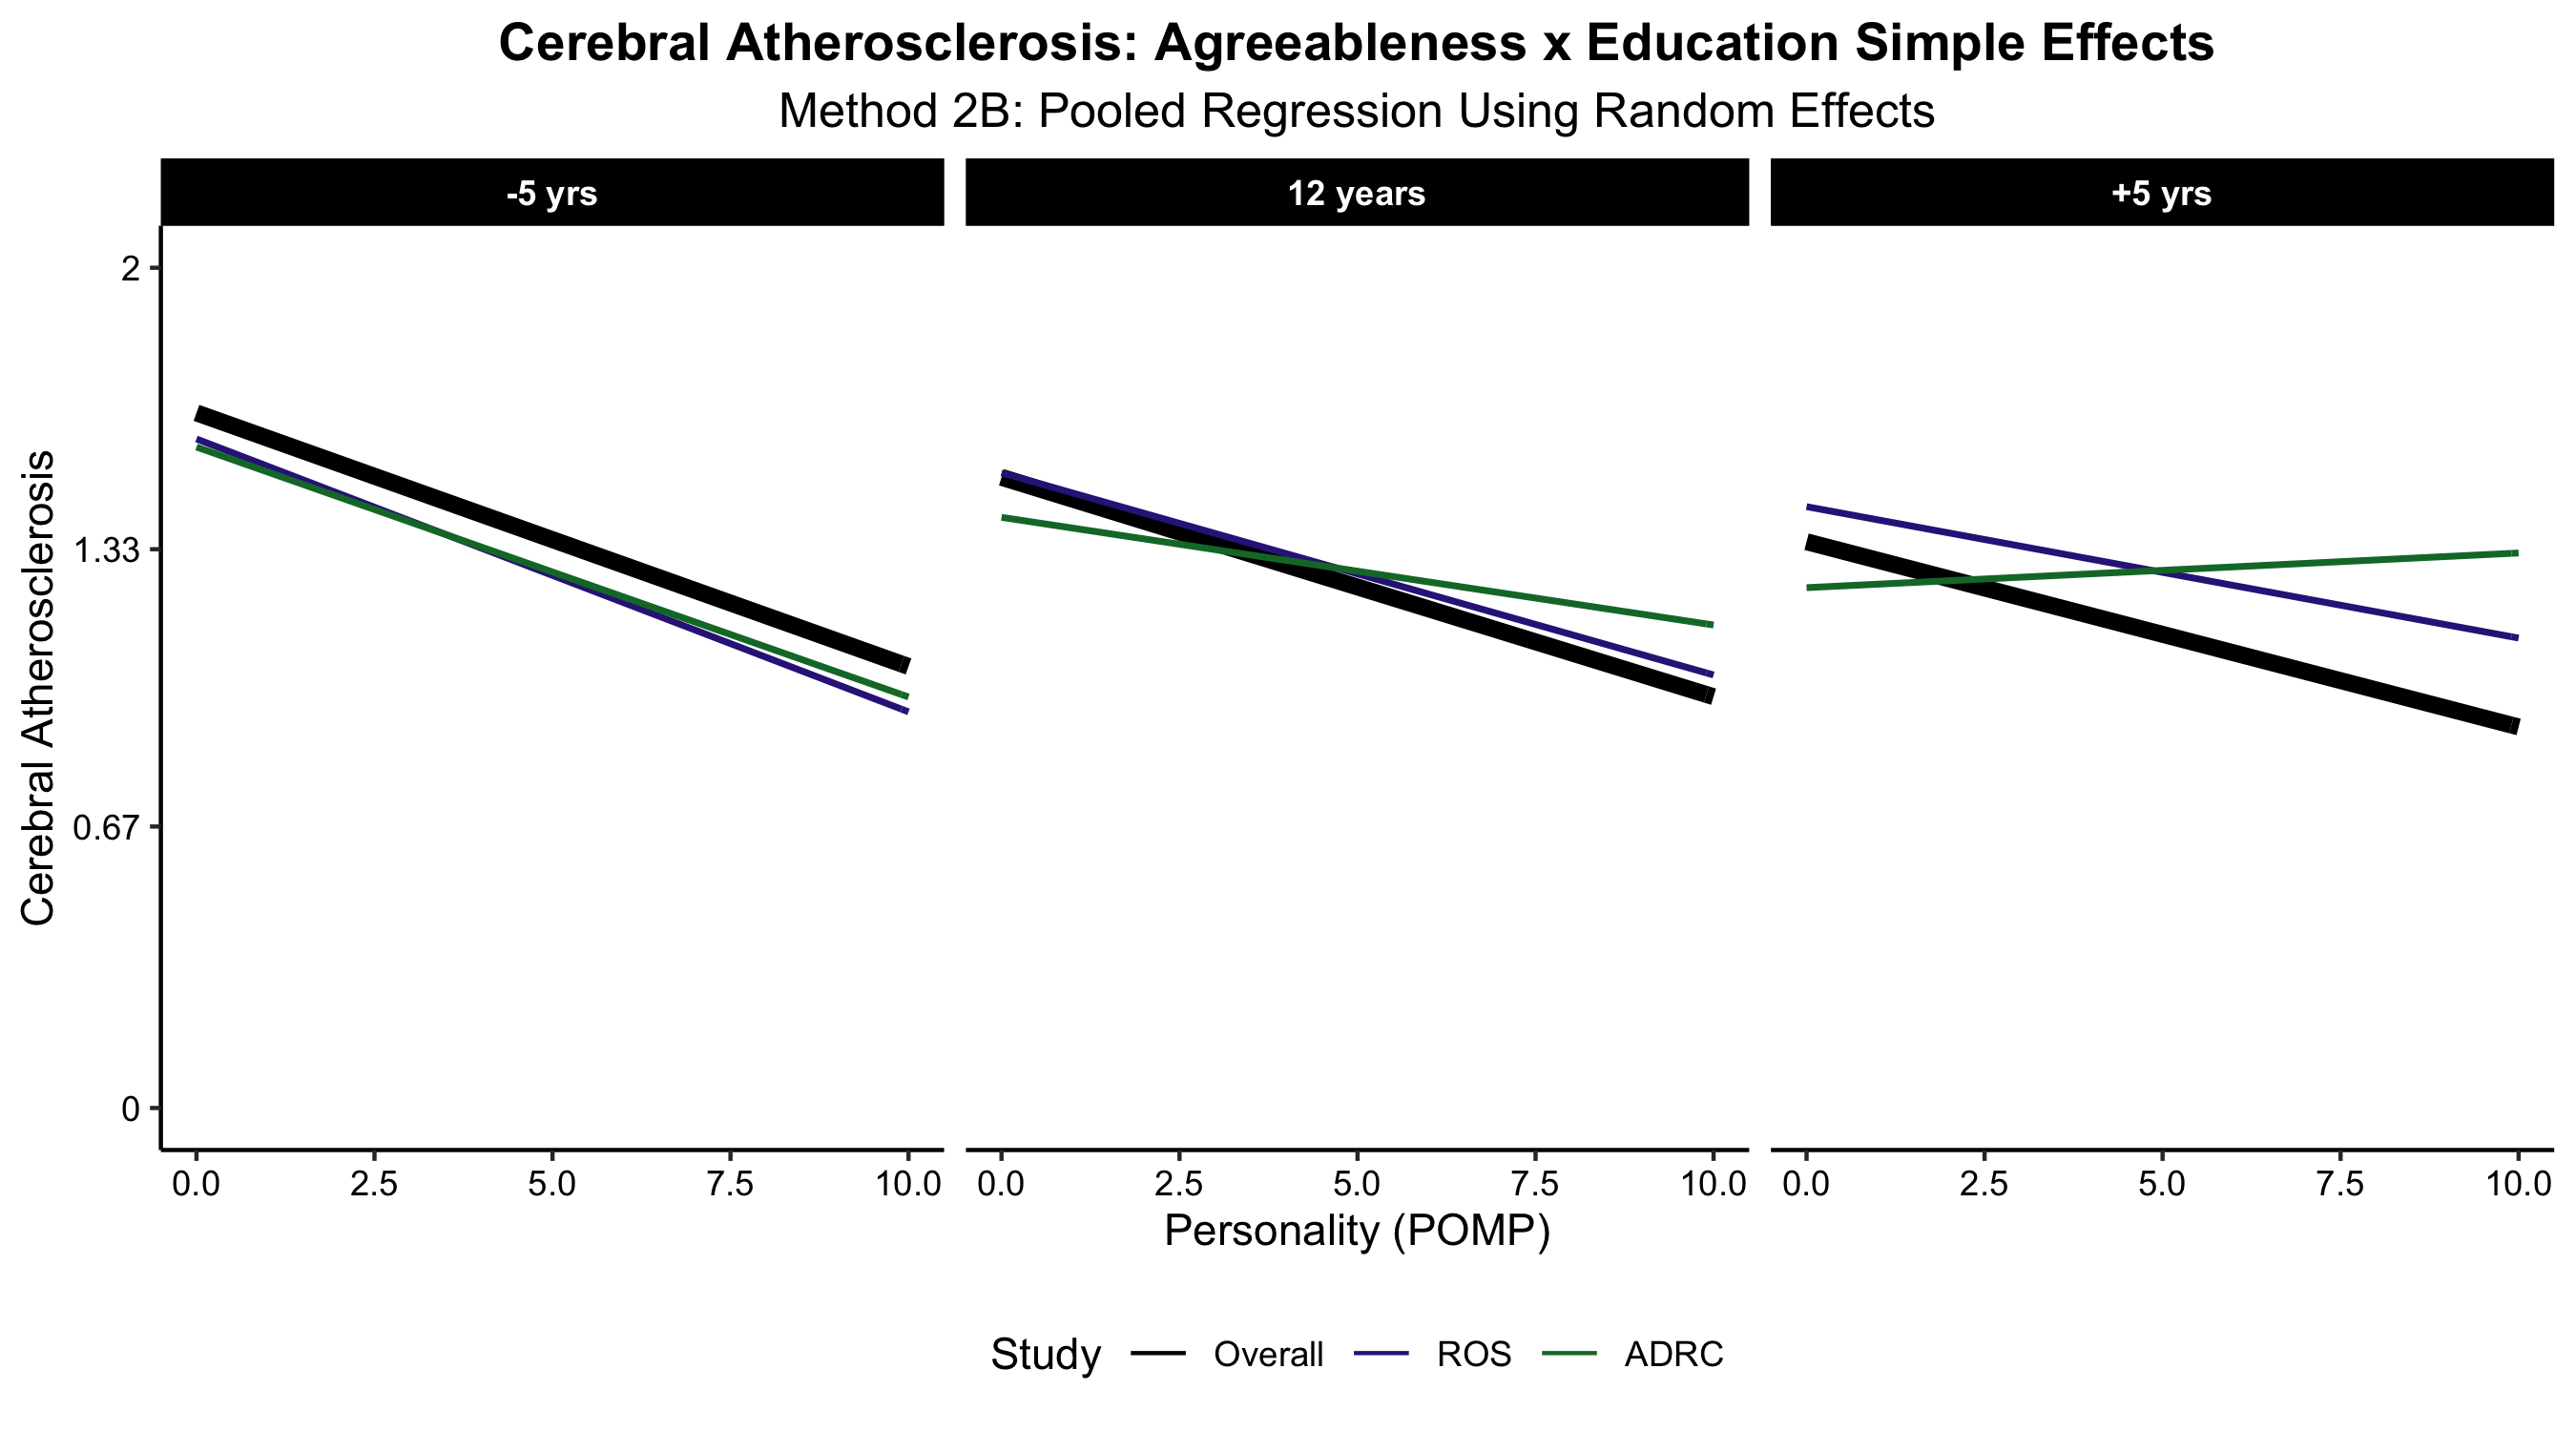 Cerebral Atherosclerosis: Agreeableness x Education Simple Effects
Method 2B: Pooled Regression Using Random Effects
-5 yrs 12 years +5 yrs
Cerebral Atherosclerosis
2
1.33
0.67
0
0.0 2.5 5.0 7.5 10.0 0.0 2.5 5.0 7.5 10.0 0.0 2.5 5.0 7.5 10.0
Personality (POMP)
Study Overall ROS ADRC